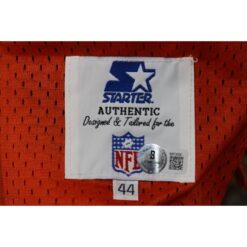 STARTER
AUTHENTIC
Designed & Tailored for the
NFL
44